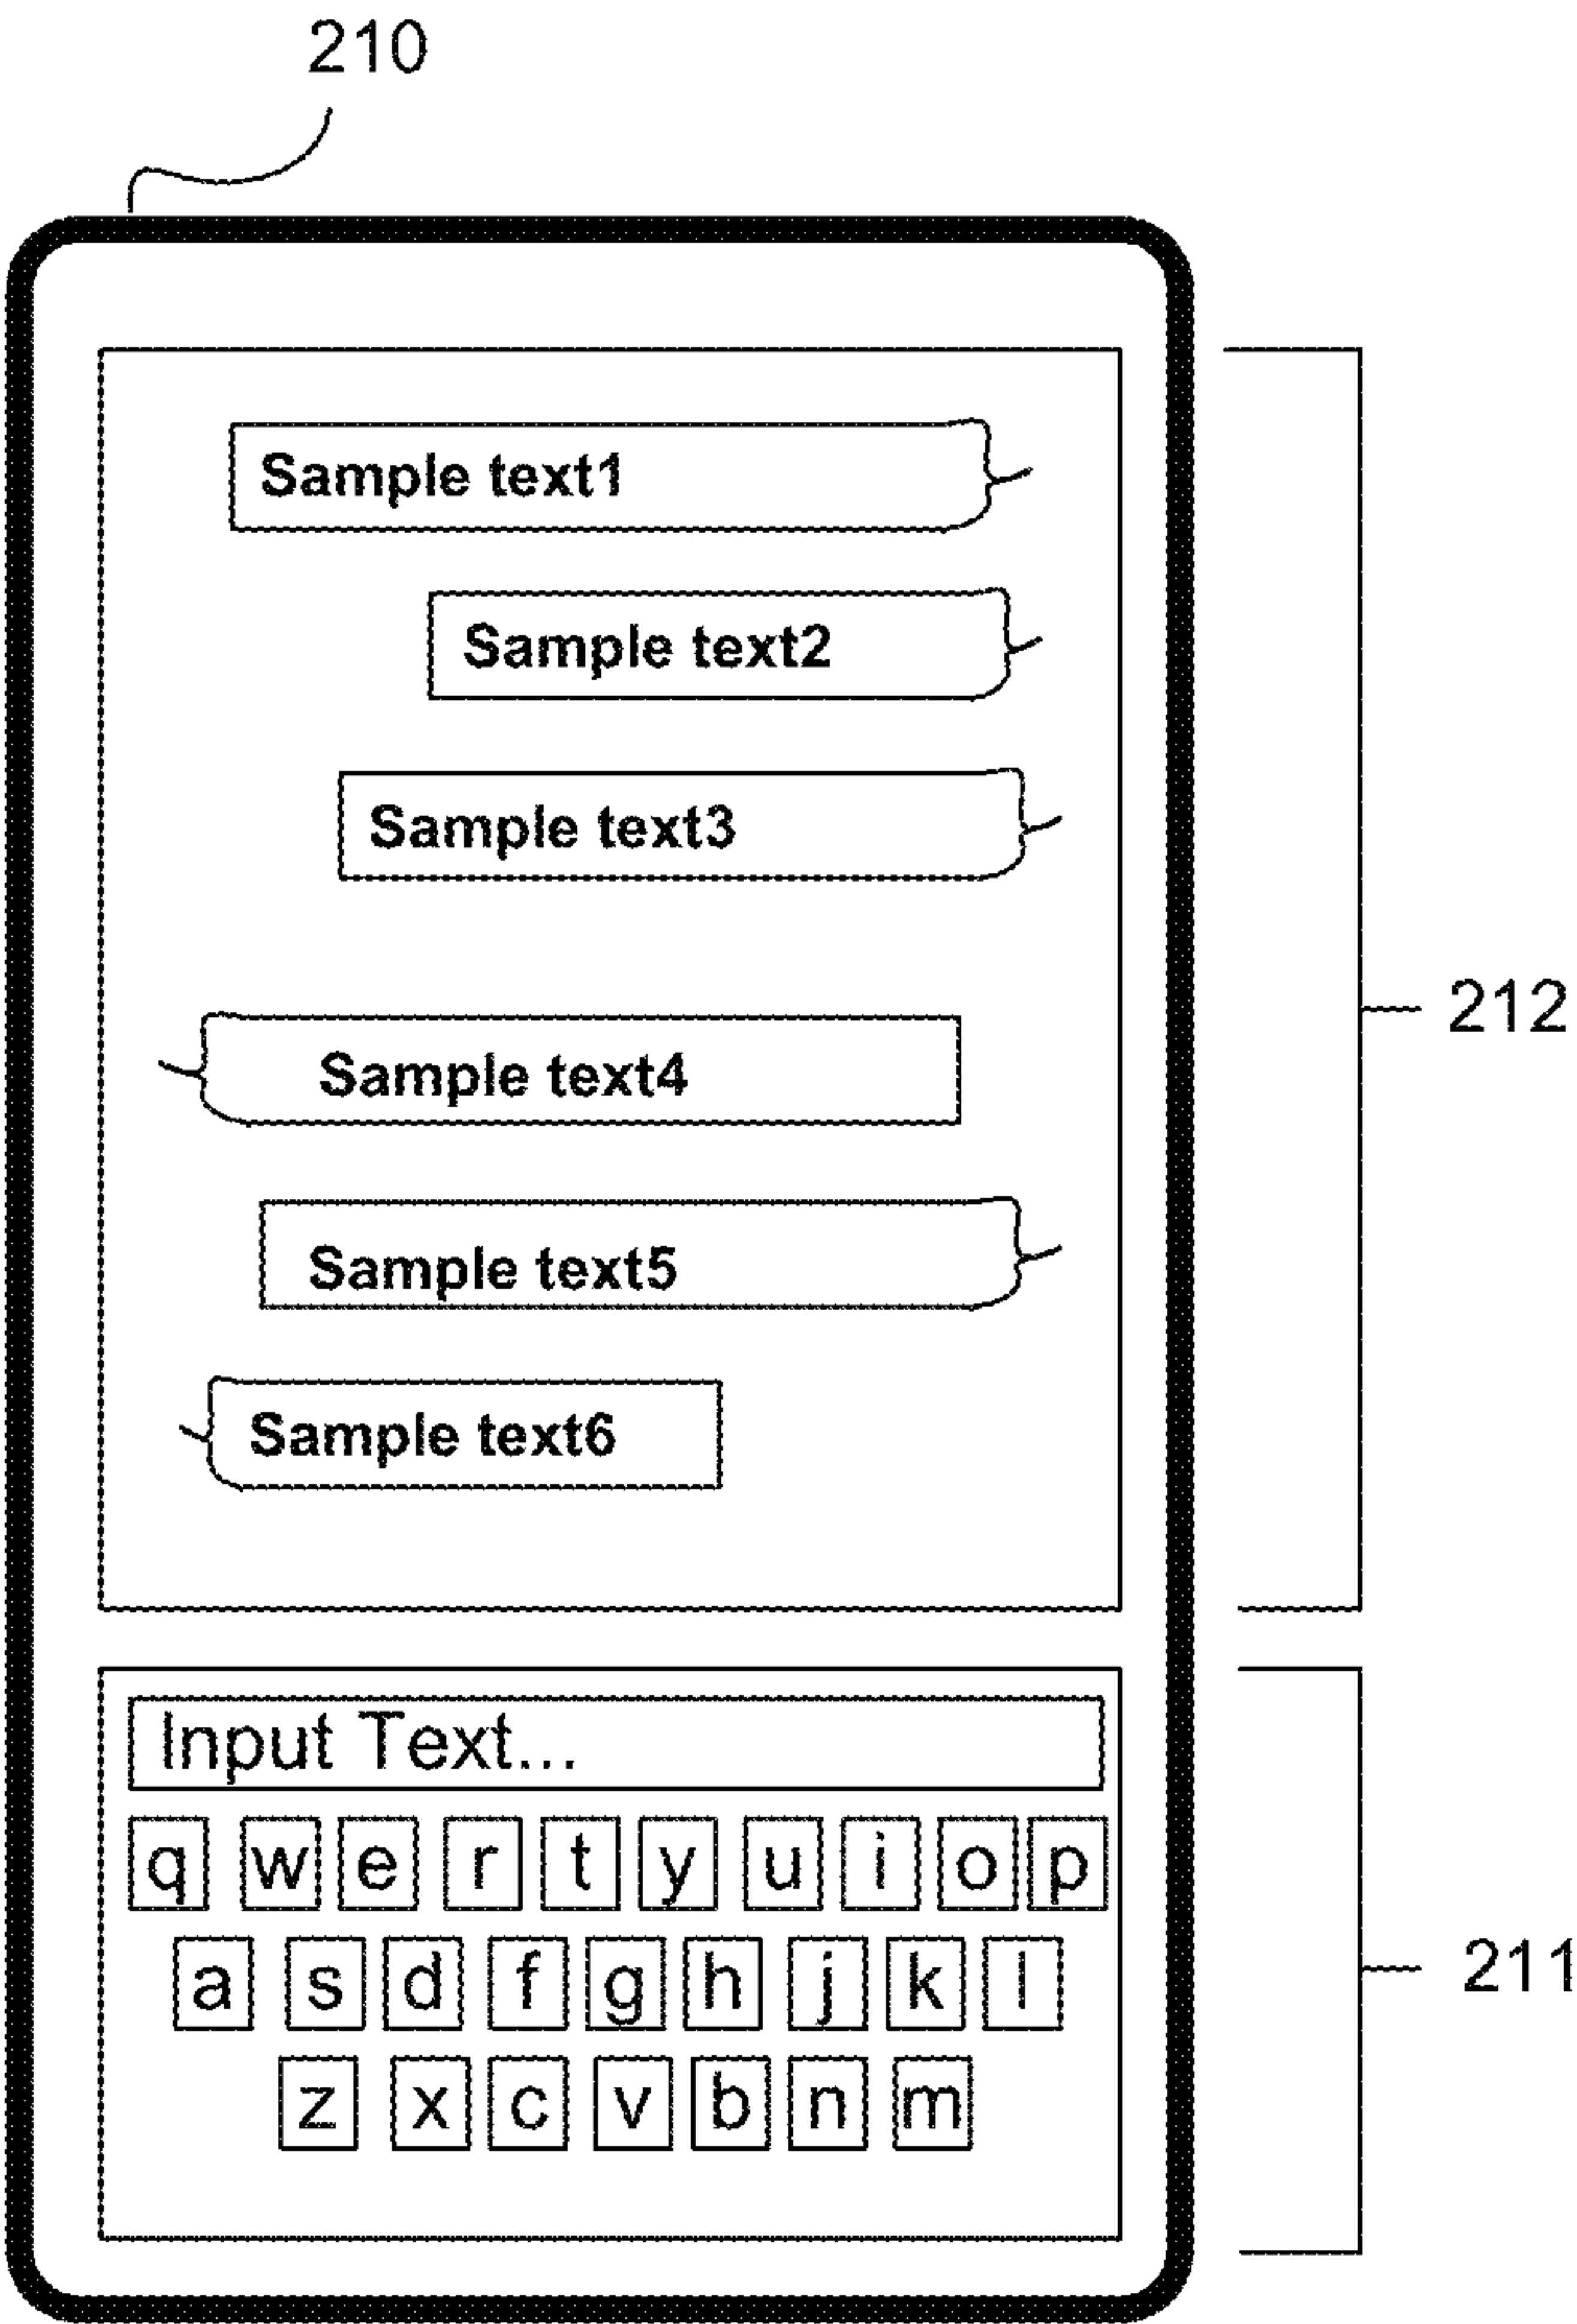 210
Sample text1
Sample text2
Sample text3
212
Sample text4
Sample text5
Sample text6
Input Text...
q w e r t y u i o p
a s d f g h j k l
211
z x c v b n m